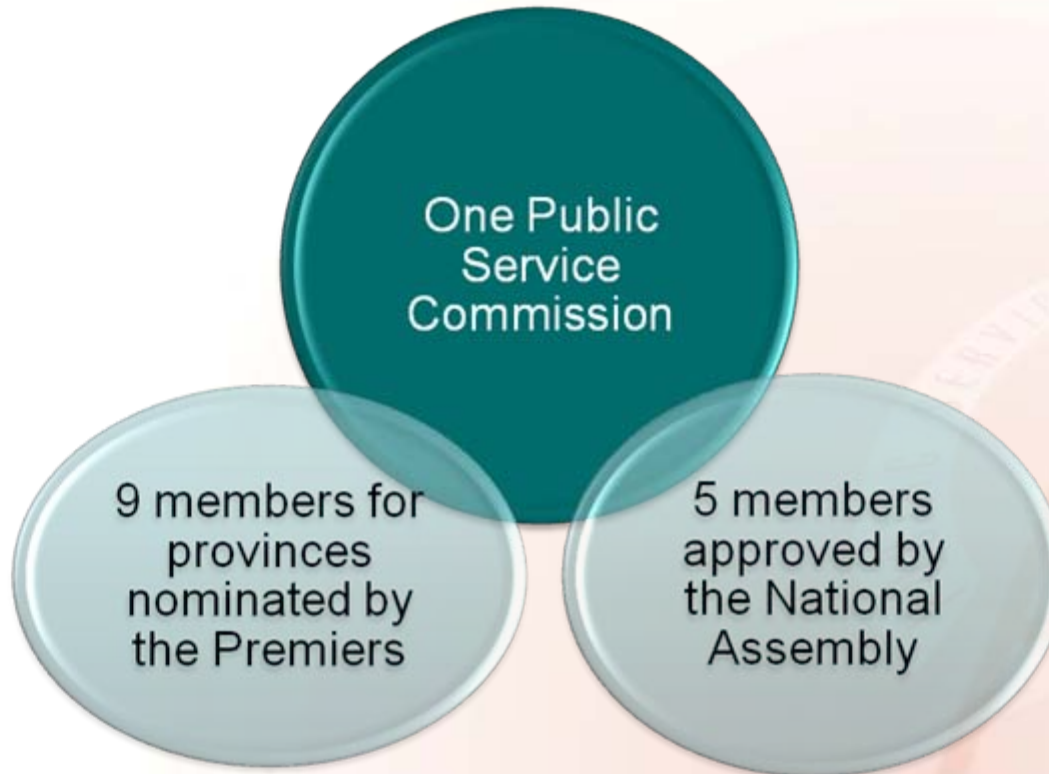 One Public
Service
Commission
9 members for
provinces
nominated by
the Premiers
5 members
approved by
the National
Assembly